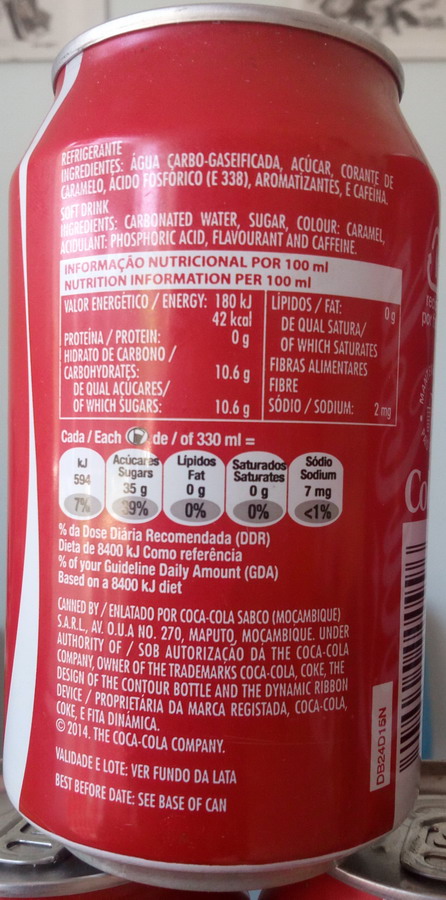 REFRIGERANTE
INGREDIENTES: ÁGUA CARBO-GASEIFICADA, AÇÚCAR, CORANTE DE
CARAMELO, ÁCIDO FOSFÓRICO (E 338), AROMATIZANTES, E CAFEÍNA.
SOFT DRINK
INGREDIENTS: CARBONATED WATER, SUGAR, COLOUR: CARAMEL,
ACIDULANT: PHOSPHORIC ACID, FLAVOURANT AND CAFFEINE.
INFORMAÇÃO NUTRICIONAL POR 100 ml
NUTRITION INFORMATION PER 100 ml
VALOR ENERGÉTICO / ENERGY: 180 kJ
42 kcal
PROTEÍNA / PROTEIN: 0 g
HIDRATO DE CARBONO /
CARBOHYDRATES: 10.6 g
DE QUAL AÇUCARES/
OF WHICH SUGARS: 10.6 g
LÍPIDOS / FAT: 0 g
DE QUAL SATURA/
OF WHICH SATURATES
FIBRAS ALIMENTARES
FIBRE
SÓDIO / SODIUM: 2 mg
Cada / Each de / of 330 ml =
kJ
594
7%
Acúcares
Sugars
35 g
39%
Lípidos
Fat
0 g
0%
Saturados
Saturates
0 g
0%
Sódio
Sodium
7 mg
<1%
% da Dose Diária Recomendada (DDR)
Dieta de 8400 kJ Como referência
% of your Guideline Daily Amount (GDA)
Based on a 8400 kJ diet
CANNED BY / ENLATADO POR COCA-COLA SABCO (MOÇAMBIQUE)
S.A.R.L., AV. O.U.A NO. 270, MAPUTO, MOÇAMBIQUE. UNDER
AUTHORITY OF / SOB AUTORIZAÇÃO DA THE COCA-COLA
COMPANY, OWNER OF THE TRADEMARKS COCA-COLA, COKE, THE
DESIGN OF THE CONTOUR BOTTLE AND THE DYNAMIC RIBBON
DEVICE / PROPRIETÁRIA DA MARCA REGISTADA, COCA-COLA,
COKE, E FITA DINÂMICA.
© 2014. THE COCA-COLA COMPANY.
VALIDADE E LOTE: VER FUNDO DA LATA
BEST BEFORE DATE: SEE BASE OF CAN
DB24D15N
Co